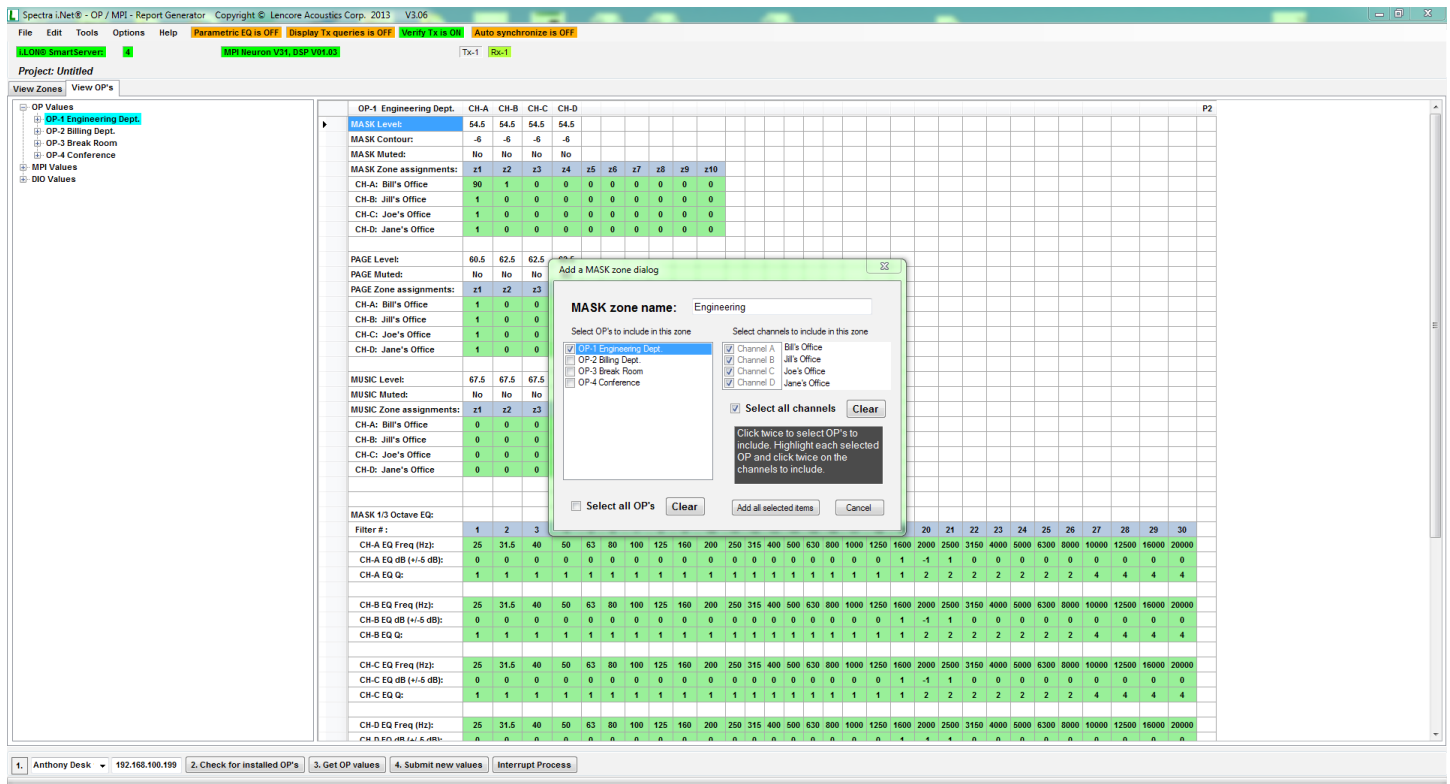 Spectra i.Net® - OP / MPI - Report Generator Copyright © Lencore Acoustics Corp. 2013 V3.06
File Edit Tools Options Help Parametric EQ is OFF Display Tx queries is OFF Verify Tx is ON Auto synchronize is OFF
i.LON® SmartServer: 4 MPI Neuron V31, DSP V01.03 Tx-1 Rx-1
Project: Untitled
View Zones View OP's
OP Values
OP-1 Engineering Dept.
OP-2 Billing Dept.
OP-3 Break Room
OP-4 Conference
MPI Values
DIO Values
OP-1 Engineering Dept. CH-A CH-B CH-C CH-D P2
MASK Level: 54.5 54.5 54.5 54.5
MASK Contour: -6 -6 -6 -6
MASK Muted: No No No No
MASK Zone assignments: z1 z2 z3 z4 z5 z6 z7 z8 z9 z10
CH-A: Bill's Office 90 1 0 0 0 0 0 0 0 0
CH-B: Jill's Office 1 0 0 0 0 0 0 0 0 0
CH-C: Joe's Office 1 0 0 0 0 0 0 0 0 0
CH-D: Jane's Office 1 0 0 0 0 0 0 0 0 0
PAGE Level: 60.5 62.5 62.5
PAGE Muted: No No No
PAGE Zone assignments: z1 z2 z3
CH-A: Bill's Office 1 0 0
CH-B: Jill's Office 1 0 0
CH-C: Joe's Office 1 0 0
CH-D: Jane's Office 1 0 0
MUSIC Level: 67.5 67.5 67.5
MUSIC Muted: No No No
MUSIC Zone assignments: z1 z2 z3
CH-A: Bill's Office 0 0 0
CH-B: Jill's Office 0 0 0
CH-C: Joe's Office 0 0 0
CH-D: Jane's Office 0 0 0
Add a MASK zone dialog
MASK zone name: Engineering
Select OP's to include in this zone Select channels to include in this zone
OP-1 Engineering Dept. Channel A Bill's Office
OP-2 Billing Dept. Channel B Jill's Office
OP-3 Break Room Channel C Joe's Office
OP-4 Conference Channel D Jane's Office
Select all channels Clear
Click twice to select OP's to
include. Highlight each selected
OP and click twice on the
channels to include.
Select all OP's Clear Add all selected items Cancel
MASK 1/3 Octave EQ:
Filter # : 1 2 3 20 21 22 23 24 25 26 27 28 29 30
CH-A EQ Freq (Hz): 25 31.5 40 50 63 80 100 125 160 200 250 315 400 500 630 800 1000 1250 1600 2000 2500 3150 4000 5000 6300 8000 10000 12500 16000 20000
CH-A EQ dB (+/-5 dB): 0 0 0 0 0 0 0 0 0 0 0 0 0 0 0 0 0 0 1 -1 1 0 0 0 0 0 0 0 0 0
CH-A EQ Q: 1 1 1 1 1 1 1 1 1 1 1 1 1 1 1 1 1 1 1 2 2 2 2 2 2 2 4 4 4 4
CH-B EQ Freq (Hz): 25 31.5 40 50 63 80 100 125 160 200 250 315 400 500 630 800 1000 1250 1600 2000 2500 3150 4000 5000 6300 8000 10000 12500 16000 20000
CH-B EQ dB (+/-5 dB): 0 0 0 0 0 0 0 0 0 0 0 0 0 0 0 0 0 0 1 -1 1 0 0 0 0 0 0 0 0 0
CH-B EQ Q: 1 1 1 1 1 1 1 1 1 1 1 1 1 1 1 1 1 1 1 2 2 2 2 2 2 2 4 4 4 4
CH-C EQ Freq (Hz): 25 31.5 40 50 63 80 100 125 160 200 250 315 400 500 630 800 1000 1250 1600 2000 2500 3150 4000 5000 6300 8000 10000 12500 16000 20000
CH-C EQ dB (+/-5 dB): 0 0 0 0 0 0 0 0 0 0 0 0 0 0 0 0 0 0 1 -1 1 0 0 0 0 0 0 0 0 0
CH-C EQ Q: 1 1 1 1 1 1 1 1 1 1 1 1 1 1 1 1 1 1 1 2 2 2 2 2 2 2 4 4 4 4
CH-D EQ Freq (Hz): 25 31.5 40 50 63 80 100 125 160 200 250 315 400 500 630 800 1000 1250 1600 2000 2500 3150 4000 5000 6300 8000 10000 12500 16000 20000
1. Anthony Desk 192.168.100.199 2. Check for installed OP's 3. Get OP values 4. Submit new values Interrupt Process